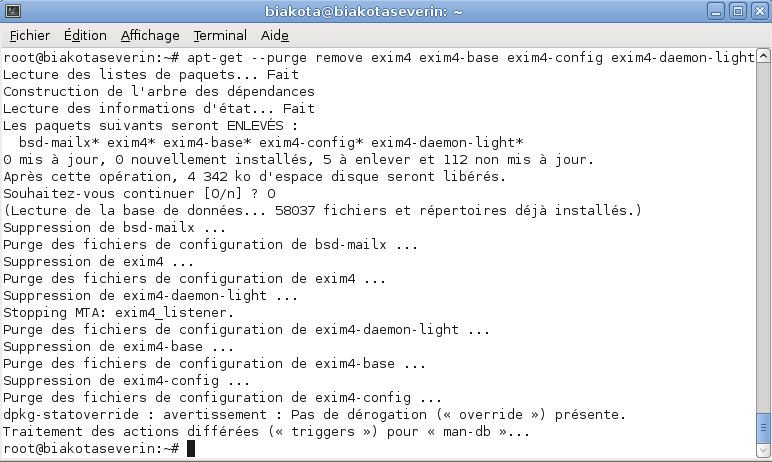 biakota@biakotaseverin: ~
Fichier Édition Affichage Terminal Aide
root@biakotaseverin:~# apt-get --purge remove exim4 exim4-base exim4-config exim4-daemon-light
Lecture des listes de paquets... Fait
Construction de l'arbre des dépendances
Lecture des informations d'état... Fait
Les paquets suivants seront ENLEVÉS :
  bsd-mailx* exim4* exim4-base* exim4-config* exim4-daemon-light*
0 mis à jour, 0 nouvellement installés, 5 à enlever et 112 non mis à jour.
Après cette opération, 4 342 ko d'espace disque seront libérés.
Souhaitez-vous continuer [O/n] ? O
(Lecture de la base de données... 58037 fichiers et répertoires déjà installés.)
Suppression de bsd-mailx ...
Purge des fichiers de configuration de bsd-mailx ...
Suppression de exim4 ...
Purge des fichiers de configuration de exim4 ...
Suppression de exim4-daemon-light ...
Stopping MTA: exim4_listener.
Purge des fichiers de configuration de exim4-daemon-light ...
Suppression de exim4-base ...
Purge des fichiers de configuration de exim4-base ...
Suppression de exim4-config ...
Purge des fichiers de configuration de exim4-config ...
dpkg-statoverride : avertissement : Pas de dérogation (« override ») présente.
Traitement des actions différées (« triggers ») pour « man-db »...
root@biakotaseverin:~#